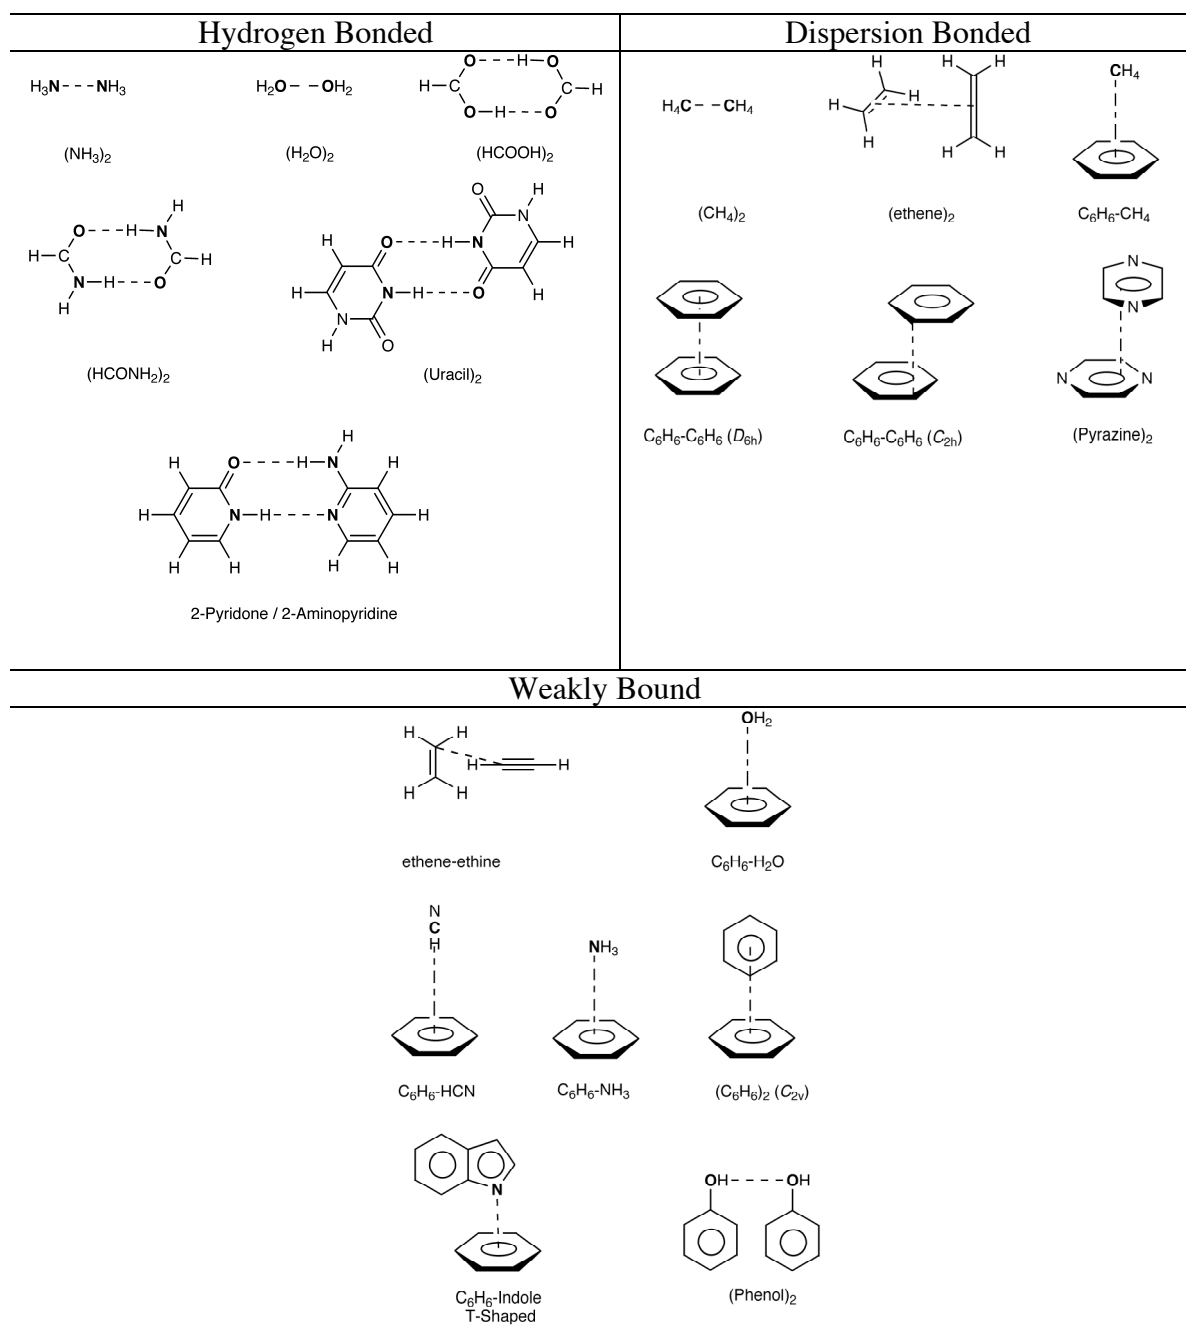 Hydrogen Bonded
Dispersion Bonded
H₃N NH₃
H₂O OH₂
O H O
H C C H
O H O
(NH₃)₂
(H₂O)₂
(HCOOH)₂
H
O H N
H C C H
N H O
H
(HCONH₂)₂
O H
N
H O H N H
H N H O H
N
H O
(Uracil)₂
H
H O H N H
H N H N H
H H H H
2-Pyridone / 2-Aminopyridine
H₄C CH₄
(CH₄)₂
H H H
H H
H H H
(ethene)₂
CH₄
C₆H₆-CH₄
C₆H₆-C₆H₆ (D₆ₕ)
C₆H₆-C₆H₆ (C₂ₕ)
N
N
N N
(Pyrazine)₂
Weakly Bound
H H
H H
H H
ethene-ethine
OH₂
C₆H₆-H₂O
N
C
H
C₆H₆-HCN
NH₃
C₆H₆-NH₃
(C₆H₆)₂ (C₂ᵥ)
N
C₆H₆-Indole
T-Shaped
OH OH
(Phenol)₂